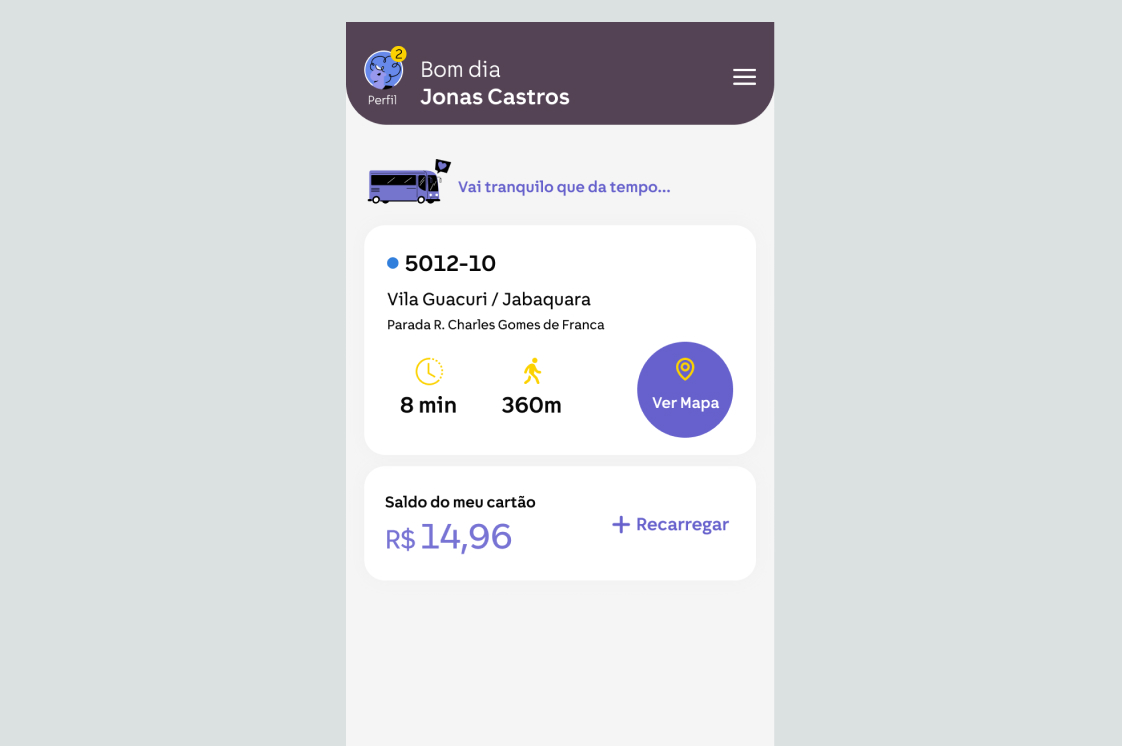 2
Perfil
Bom dia
Jonas Castros
Vai tranquilo que da tempo...
5012-10
Vila Guacuri / Jabaquara
Parada R. Charles Gomes de Franca
8 min
360m
Ver Mapa
Saldo do meu cartão
R$ 14,96
+ Recarregar